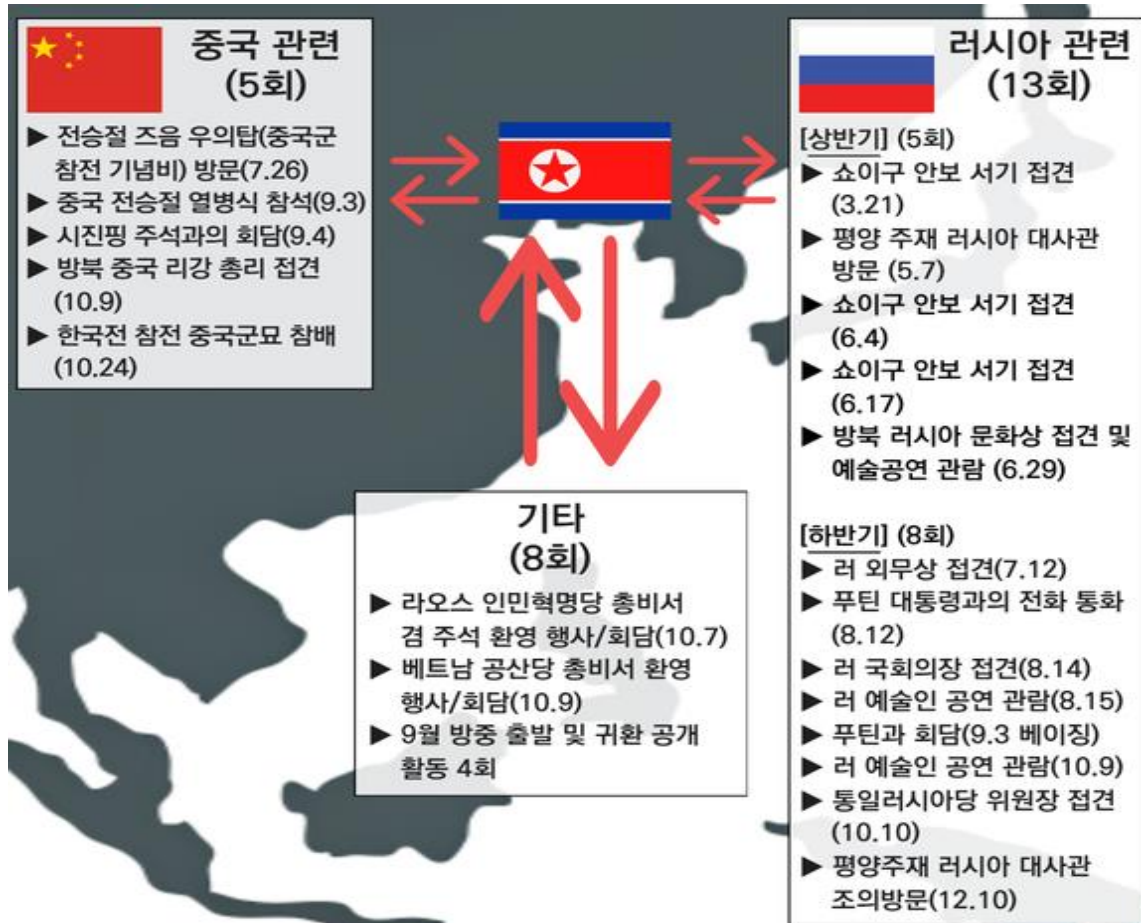 중국 관련
(5회)
▶ 전승절 즈음 우의탑(중국군
참전 기념비) 방문(7.26)
▶ 중국 전승절 열병식 참석(9.3)
▶ 시진핑 주석과의 회담(9.4)
▶ 방북 중국 리강 총리 접견
(10.9)
▶ 한국전 참전 중국군묘 참배
(10.24)
기타
(8회)
▶ 라오스 인민혁명당 총비서
겸 주석 환영 행사/회담(10.7)
▶ 베트남 공산당 총비서 환영
행사/회담(10.9)
▶ 9월 방중 출발 및 귀환 공개
활동 4회
러시아 관련
(13회)
[상반기] (5회)
▶ 쇼이구 안보 서기 접견
(3.21)
▶ 평양 주재 러시아 대사관
방문 (5.7)
▶ 쇼이구 안보 서기 접견
(6.4)
▶ 쇼이구 안보 서기 접견
(6.17)
▶ 방북 러시아 문화상 접견 및
예술공연 관람 (6.29)
[하반기] (8회)
▶ 러 외무상 접견(7.12)
▶ 푸틴 대통령과의 전화 통화
(8.12)
▶ 러 국회의장 접견(8.14)
▶ 러 예술인 공연 관람(8.15)
▶ 푸틴과 회담(9.3 베이징)
▶ 러 예술인 공연 관람(10.9)
▶ 통일러시아당 위원장 접견
(10.10)
▶ 평양주재 러시아 대사관
조의방문(12.10)